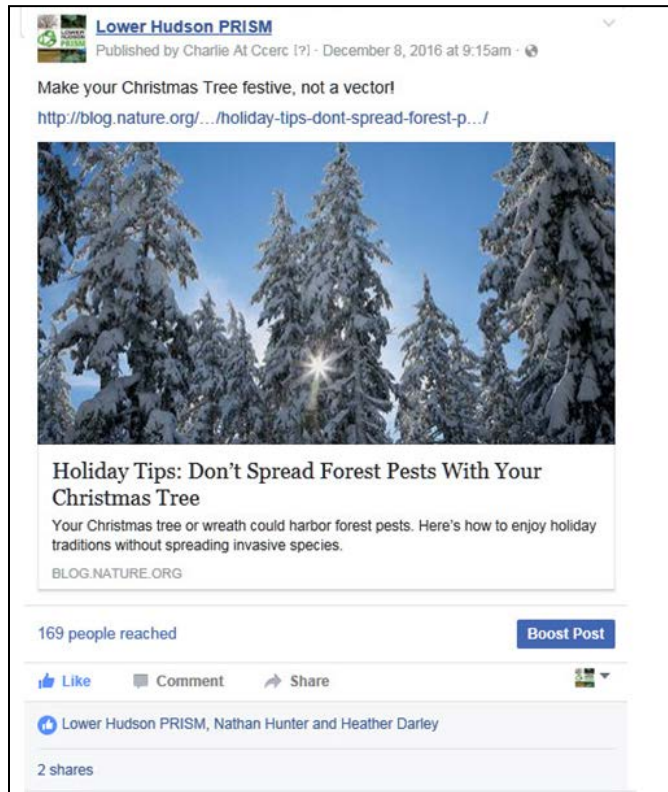 Lower Hudson PRISM
Published by Charlie At Ccerc [?] · December 8, 2016 at 9:15am ·
Make your Christmas Tree festive, not a vector!
http://blog.nature.org/.../holiday-tips-dont-spread-forest-p.../
Holiday Tips: Don't Spread Forest Pests With Your
Christmas Tree
Your Christmas tree or wreath could harbor forest pests. Here's how to enjoy holiday
traditions without spreading invasive species.
BLOG.NATURE.ORG
169 people reached
Boost Post
Like Comment Share
Lower Hudson PRISM, Nathan Hunter and Heather Darley
2 shares